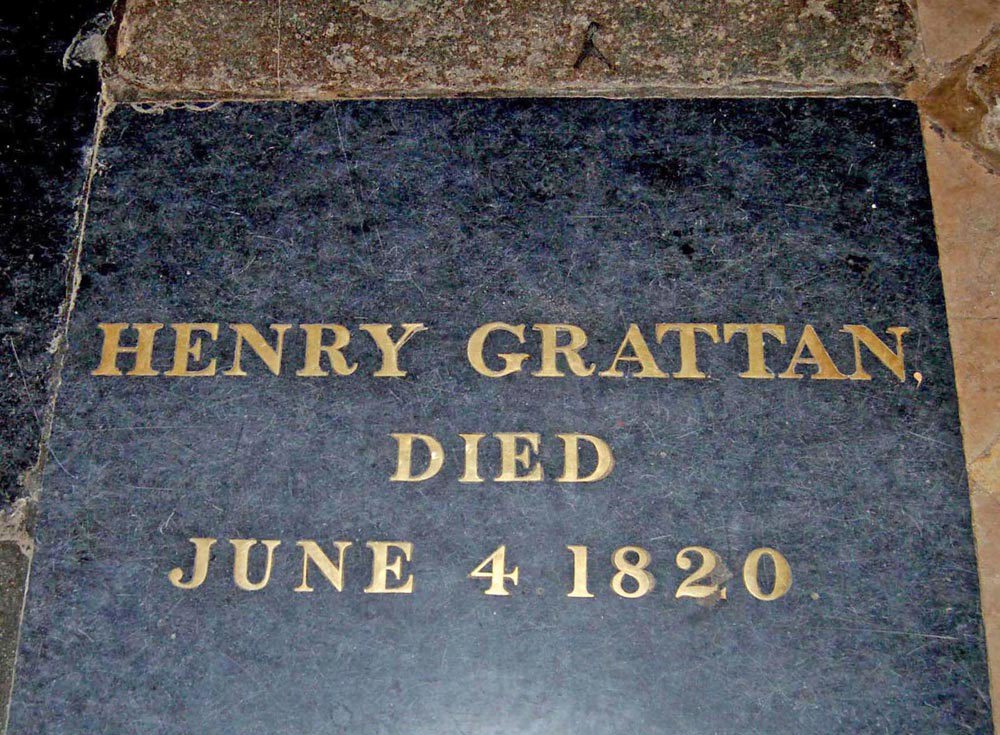 HENRY GRATTAN,
DIED
JUNE 4 1820